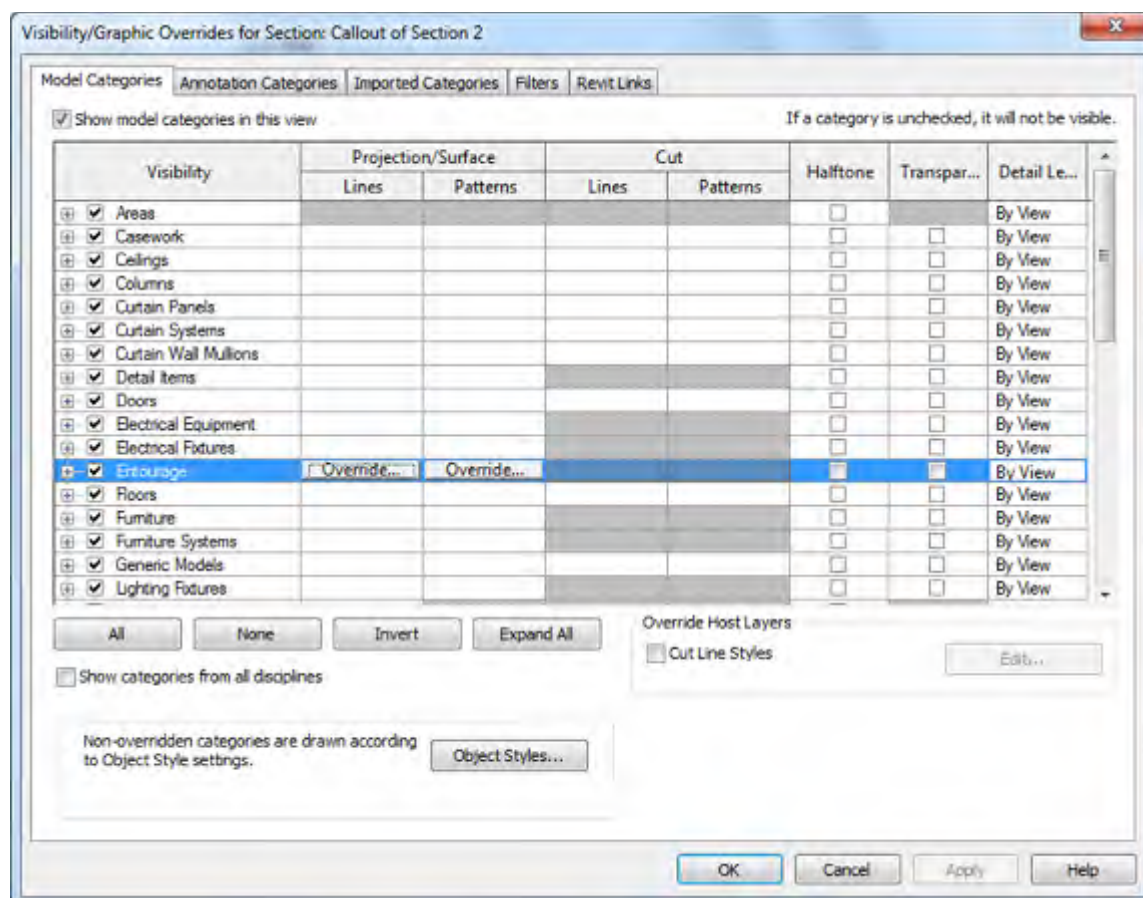 Visibility/Graphic Overrides for Section: Callout of Section 2
Model Categories Annotation Categories Imported Categories Filters Revit Links
Show model categories in this view If a category is unchecked, it will not be visible.
Visibility Projection/Surface Cut Halftone Transpar... Detail Le...
Lines Patterns Lines Patterns
Areas By View
Casework By View
Ceilings By View
Columns By View
Curtain Panels By View
Curtain Systems By View
Curtain Wall Mullions By View
Detail Items By View
Doors By View
Electrical Equipment By View
Electrical Fixtures By View
Entourage Override... Override... By View
Floors By View
Furniture By View
Furniture Systems By View
Generic Models By View
Lighting Fixtures By View
All None Invert Expand All Override Host Layers
Cut Line Styles Edit...
Show categories from all disciplines
Non-overridden categories are drawn according
to Object Style settings. Object Styles...
OK Cancel Apply Help